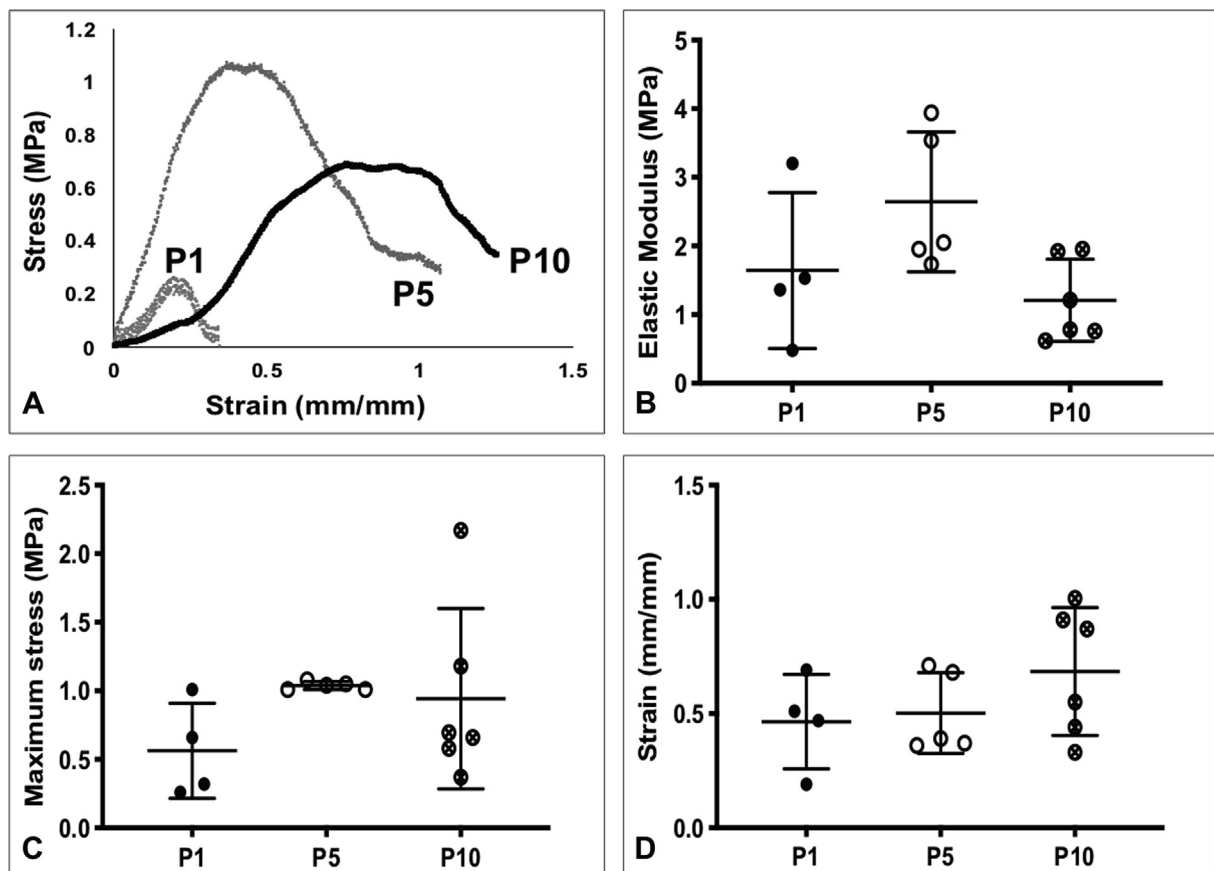 1.2
1
0.8
0.6
0.4
0.2
0
Stress (MPa)
P1
P5
P10
0
0.5
1
1.5
Strain (mm/mm)
A
5
4
3
2
1
0
Elastic Modulus (MPa)
P1
P5
P10
B
2.5
2.0
1.5
1.0
0.5
0.0
Maximum stress (MPa)
P1
P5
P10
C
1.5
1.0
0.5
0.0
Strain (mm/mm)
P1
P5
P10
D